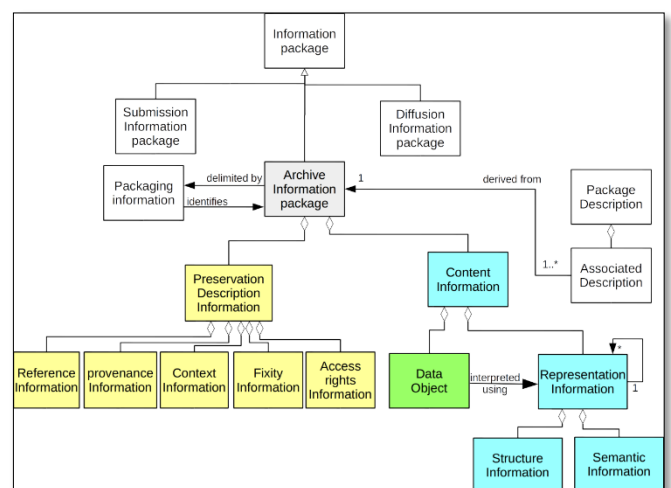 Information
package
Submission
Information
package
Diffusion
Information
package
Packaging
information
delimited by
identifies
Archive
Information
package
1
derived from
Package
Description
1..*
Associated
Description
Preservation
Description
Information
Content
Information
Reference
Information
provenance
Information
Context
Information
Fixity
Information
Access
rights
Information
Data
Object
interpreted
using
Representation
Information
*
1
Structure
Information
Semantic
Information